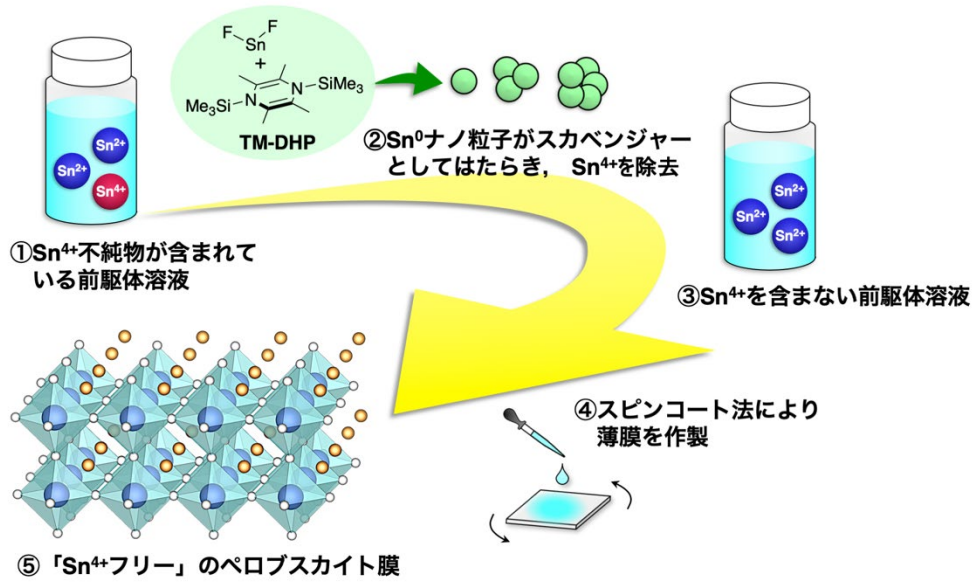 F
F
Sn
+
N
SiMe₃
Me₃Si
N
TM-DHP
Sn²⁺
Sn²⁺
Sn⁴⁺
①Sn⁴⁺不純物が含まれて
いる前駆体溶液
②Sn⁰ナノ粒子がスカベンジャー
としてはたらき， Sn⁴⁺を除去
Sn²⁺
Sn²⁺
Sn²⁺
③Sn⁴⁺を含まない前駆体溶液
④スピンコート法により
薄膜を作製
⑤「Sn⁴⁺フリー」のペロブスカイト膜